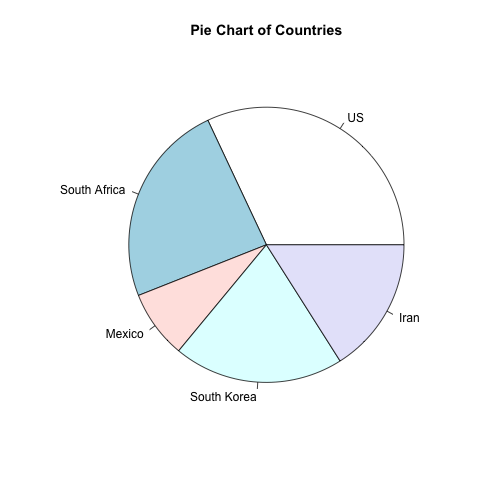 Pie Chart of Countries
US
South Africa
Mexico
South Korea
Iran